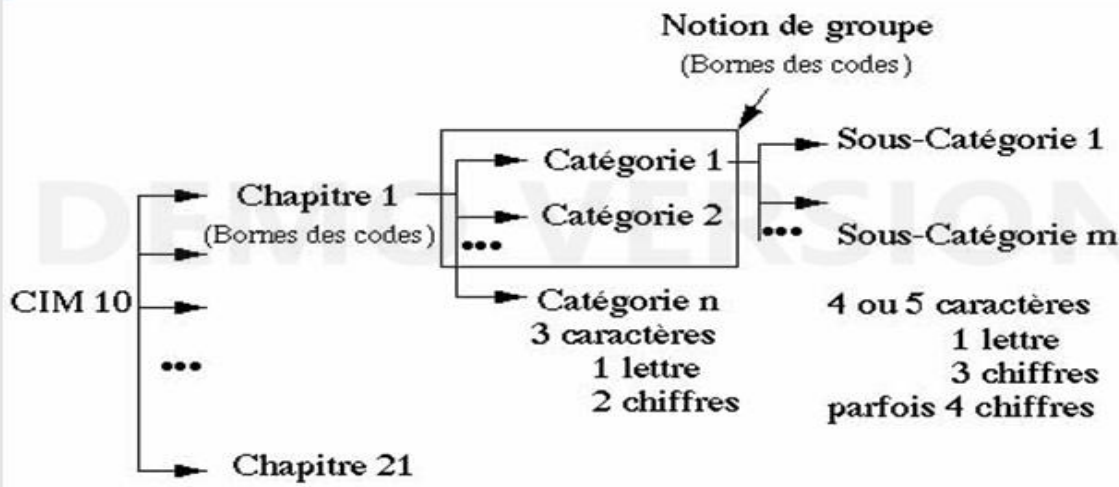 Notion de groupe
(Bornes des codes)
Sous-Catégorie 1
Catégorie 1
Chapitre 1
Catégorie 2
(Bornes des codes)
•••
•••
Sous-Catégorie m
DEMO VERSION
CIM 10
Catégorie n
4 ou 5 caractères
3 caractères
1 lettre
•••
1 lettre
3 chiffres
2 chiffres
parfois 4 chiffres
Chapitre 21